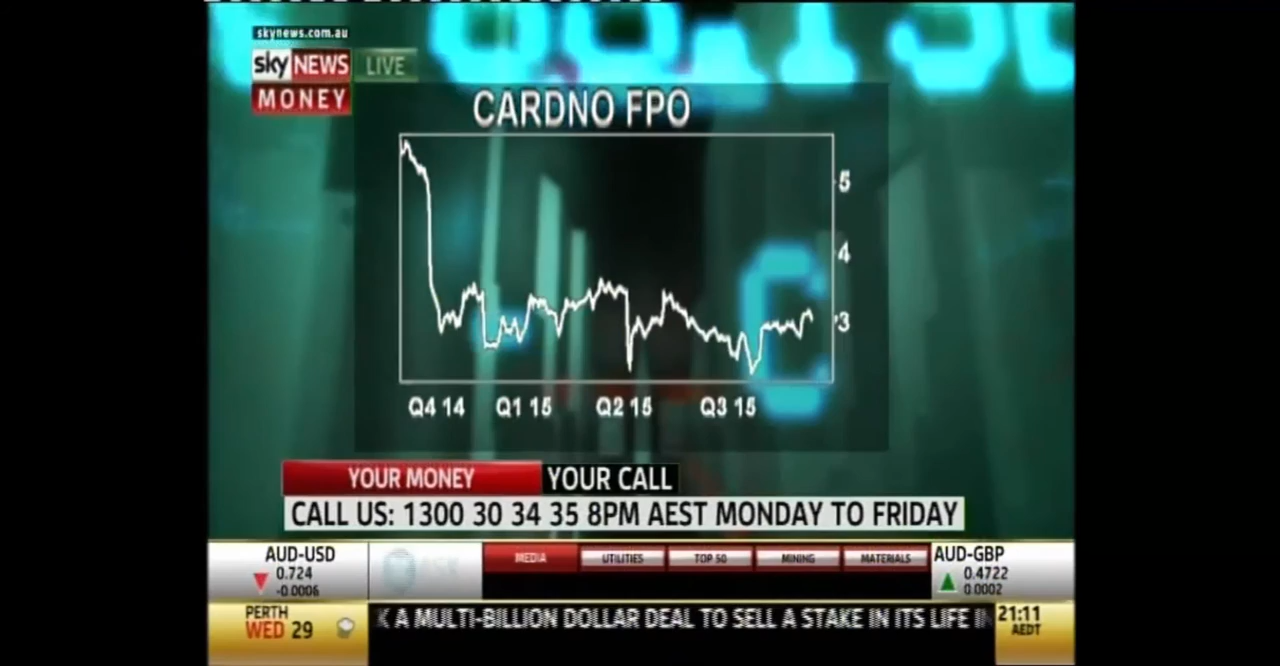 skynews.com.au
sky NEWS LIVE
MONEY
CARDNO FPO
5
4
3
Q4 14 Q1 15 Q2 15 Q3 15
YOUR MONEY YOUR CALL
CALL US: 1300 30 34 35 8PM AEST MONDAY TO FRIDAY
AUD-USD
0.724
-0.0006
MEDIA UTILITIES TOP 50 MINING MATERIALS
AUD-GBP
0.4722
0.0002
PERTH
WED 29
K A MULTI-BILLION DOLLAR DEAL TO SELL A STAKE IN ITS LIFE I
21:11
AEDT